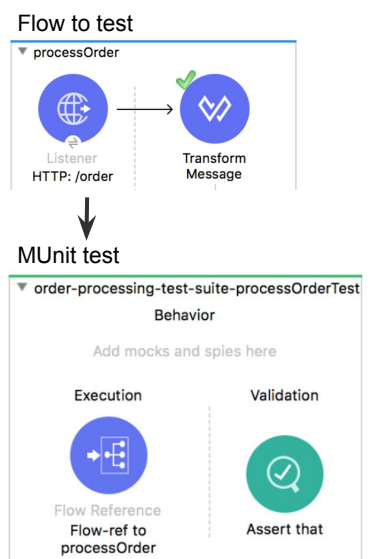 Flow to test
processOrder
Listener
HTTP: /order
Transform
Message
MUnit test
order-processing-test-suite-processOrderTest
Behavior
Add mocks and spies here
Execution
Validation
Flow Reference
Flow-ref to
processOrder
Assert that